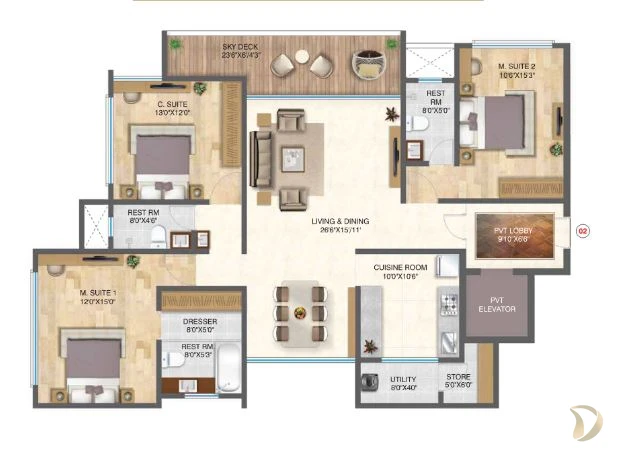 SKY DECK
23'6"X6'/4'3"
M. SUITE 2
10'6"X15'3"
C. SUITE
13'0"X12'0"
REST
RM
8'0"X5'0"
REST RM
8'0"X4'6"
LIVING & DINING
26'6"X15'/11'
PVT LOBBY
9'10"X6'6"
02
CUISINE ROOM
10'0"X10'6"
M. SUITE 1
12'0"X15'0"
PVT
ELEVATOR
DRESSER
8'0"X5'0"
REST RM
8'0"X5'3"
UTILITY
8'0"X40"
STORE
5'0"X6'0"